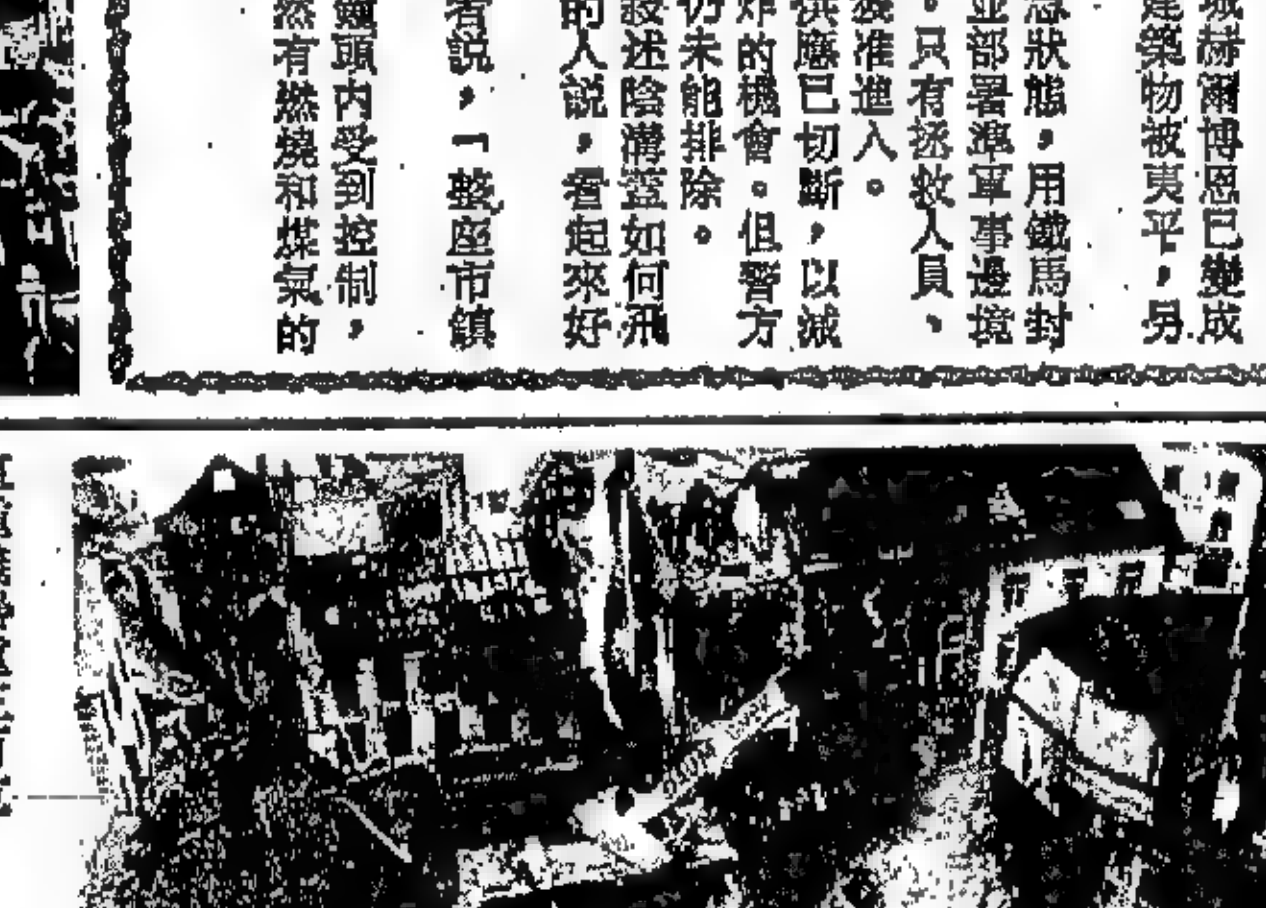 城赫爾博恩已變成
建築物被夷平，另
急狀態，用鐵馬封
並部署準軍事邊境
。只有拯救人員、
獲准進入。
供應已切斷，以減
炸的機會。但警方
仍未能排除。
敍述陰溝蓋如何飛
的人說，看起來好
者說，「整座市鎮
罐頭内受到控制，
然有燃燒和煤氣的